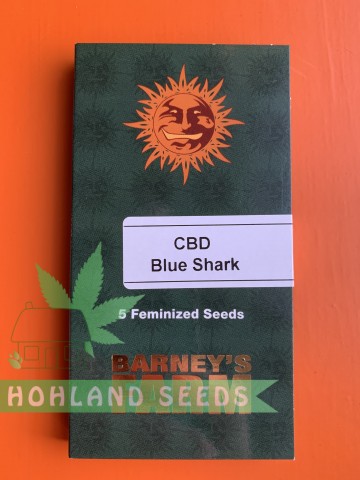 CBD
Blue Shark
5 Feminized Seeds
BARNEY'S
FARM
HOHLAND SEEDS